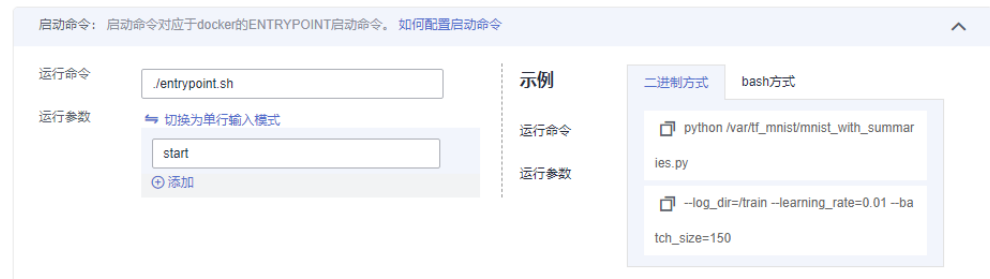 启动命令： 启动命令对应于docker的ENTRYPOINT启动命令。 如何配置启动命令
运行命令
./entrypoint.sh
运行参数
切换为单行输入模式
start
添加
示例
二进制方式
bash方式
运行命令
python /var/tf_mnist/mnist_with_summar
ies.py
运行参数
--log_dir=/train --learning_rate=0.01 --ba
tch_size=150